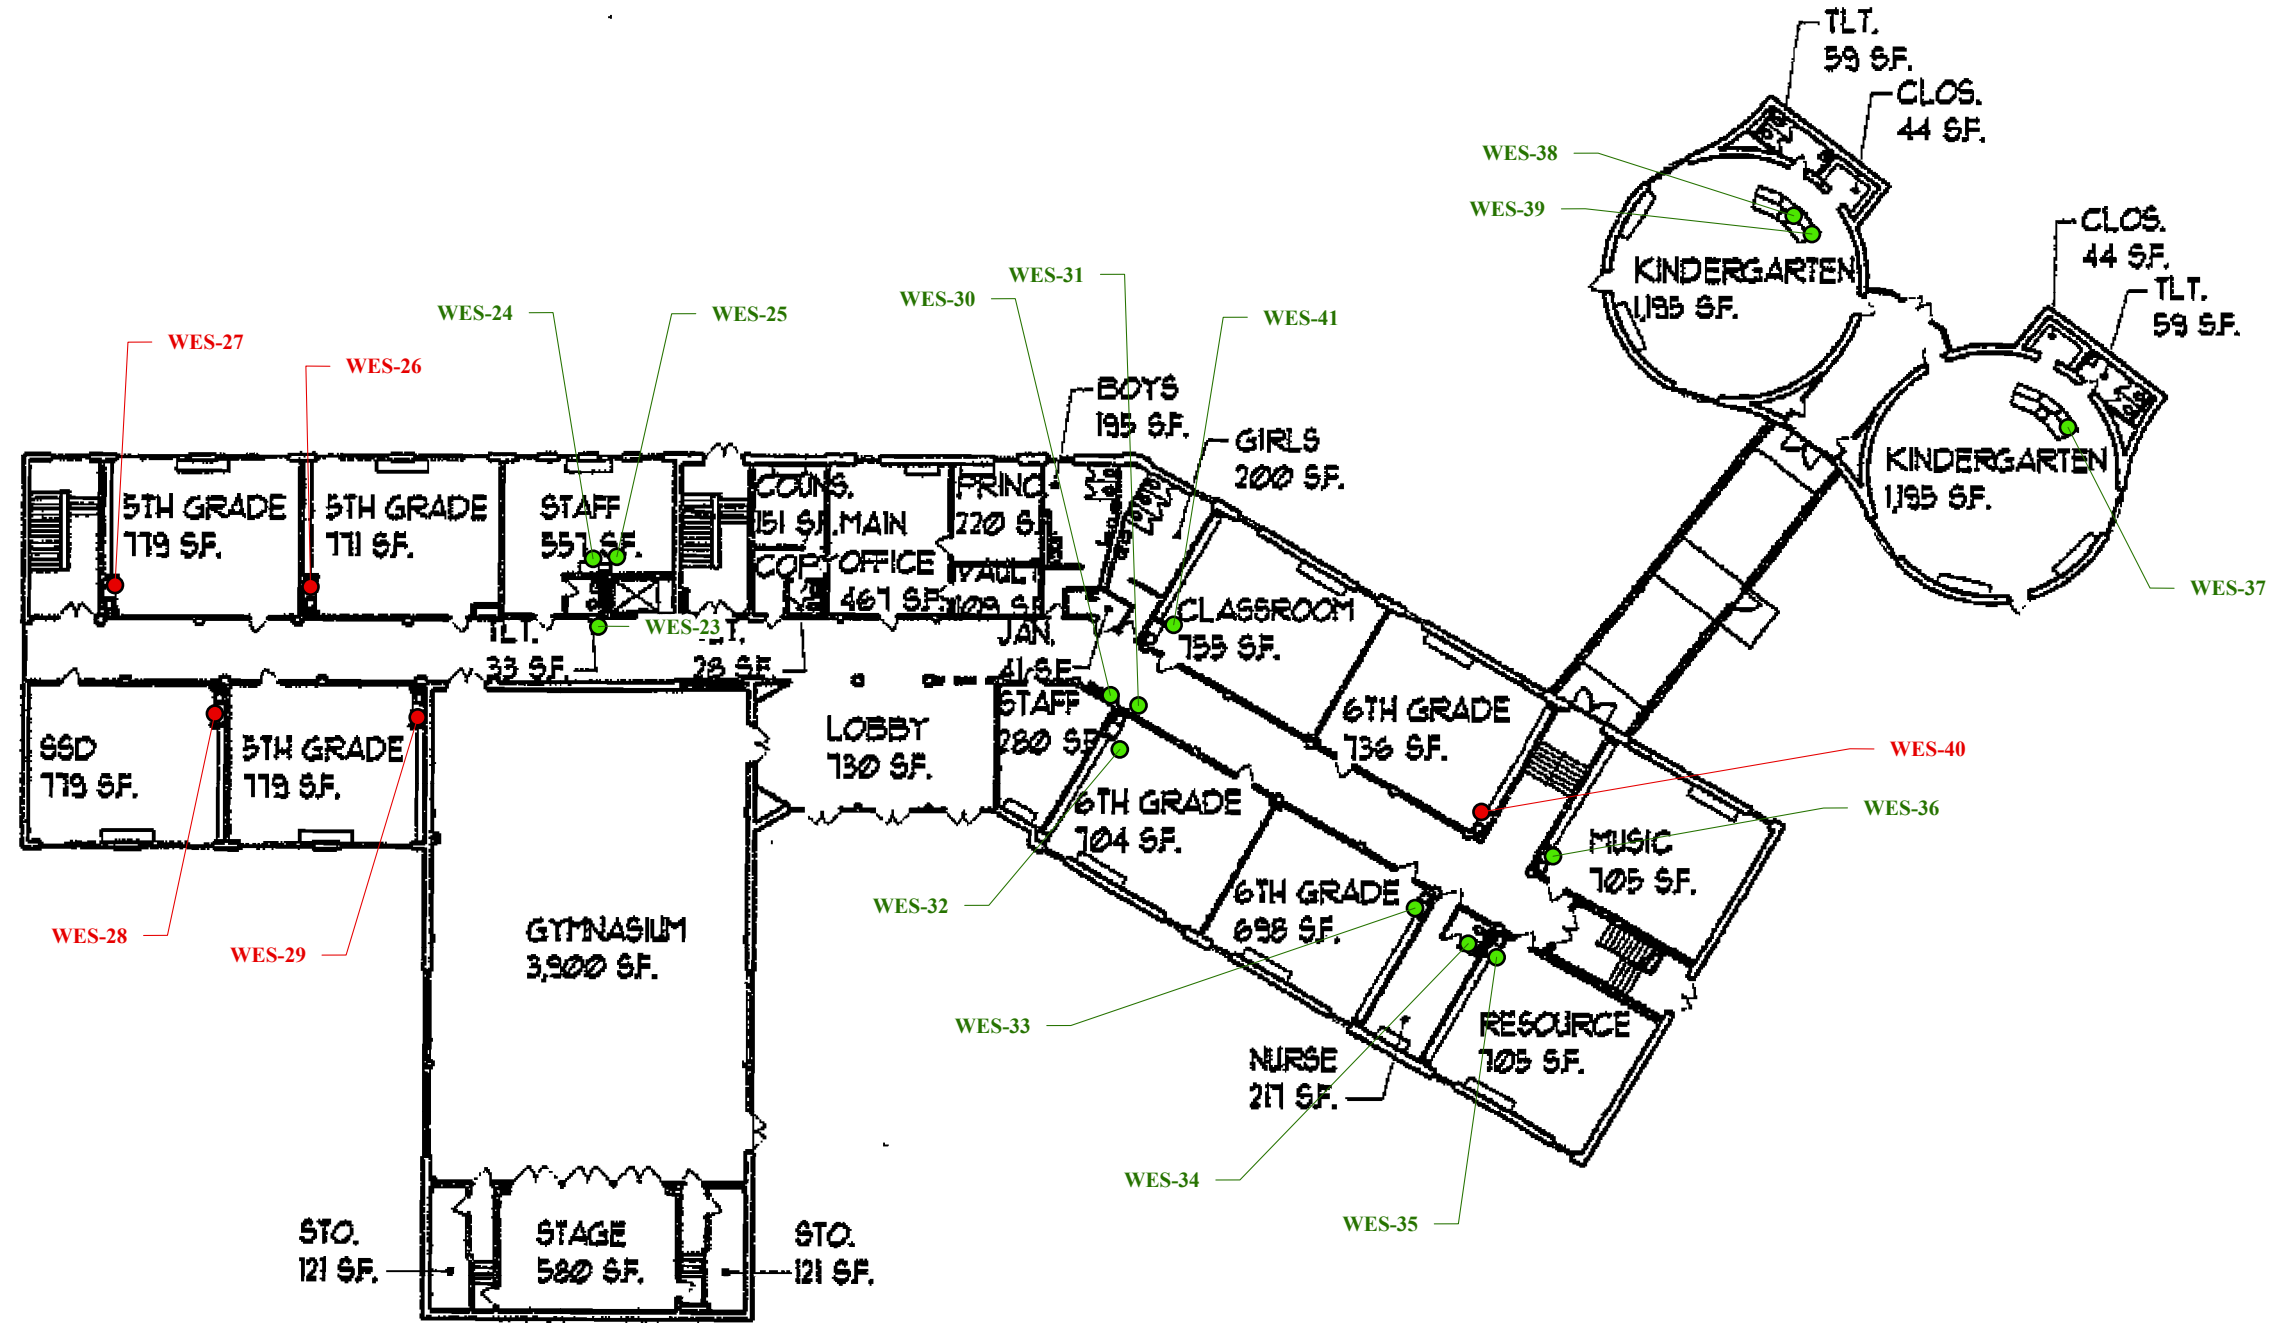 TLT.
59 S.F.
CLOS.
44 S.F.
WES-38
WES-39
CLOS.
44 S.F.
TLT.
59 S.F.
KINDERGARTEN
1,195 S.F.
WES-31
WES-30
WES-24
WES-25
WES-41
WES-27
WES-26
BOYS
195 S.F.
GIRLS
200 S.F.
KINDERGARTEN
1,195 S.F.
WES-37
5TH GRADE
779 S.F.
5TH GRADE
771 S.F.
STAFF
557 S.F.
COUNS.
151 S.F.
MAIN
OFFICE
467 S.F.
PRINC.
220 S.F.
COP
VAULT
109 S.F.
CLASSROOM
755 S.F.
WES-23
TLT.
33 S.F.
28 S.F.
JAN.
41 S.F.
STAFF
280 S.F.
6TH GRADE
736 S.F.
WES-40
SSD
779 S.F.
5TH GRADE
779 S.F.
LOBBY
730 S.F.
6TH GRADE
704 S.F.
WES-36
MUSIC
705 S.F.
WES-32
6TH GRADE
698 S.F.
WES-28
WES-29
GYMNASIUM
3,900 S.F.
WES-33
RESOURCE
705 S.F.
NURSE
217 S.F.
WES-34
WES-35
STO.
121 S.F.
STAGE
580 S.F.
STO.
121 S.F.